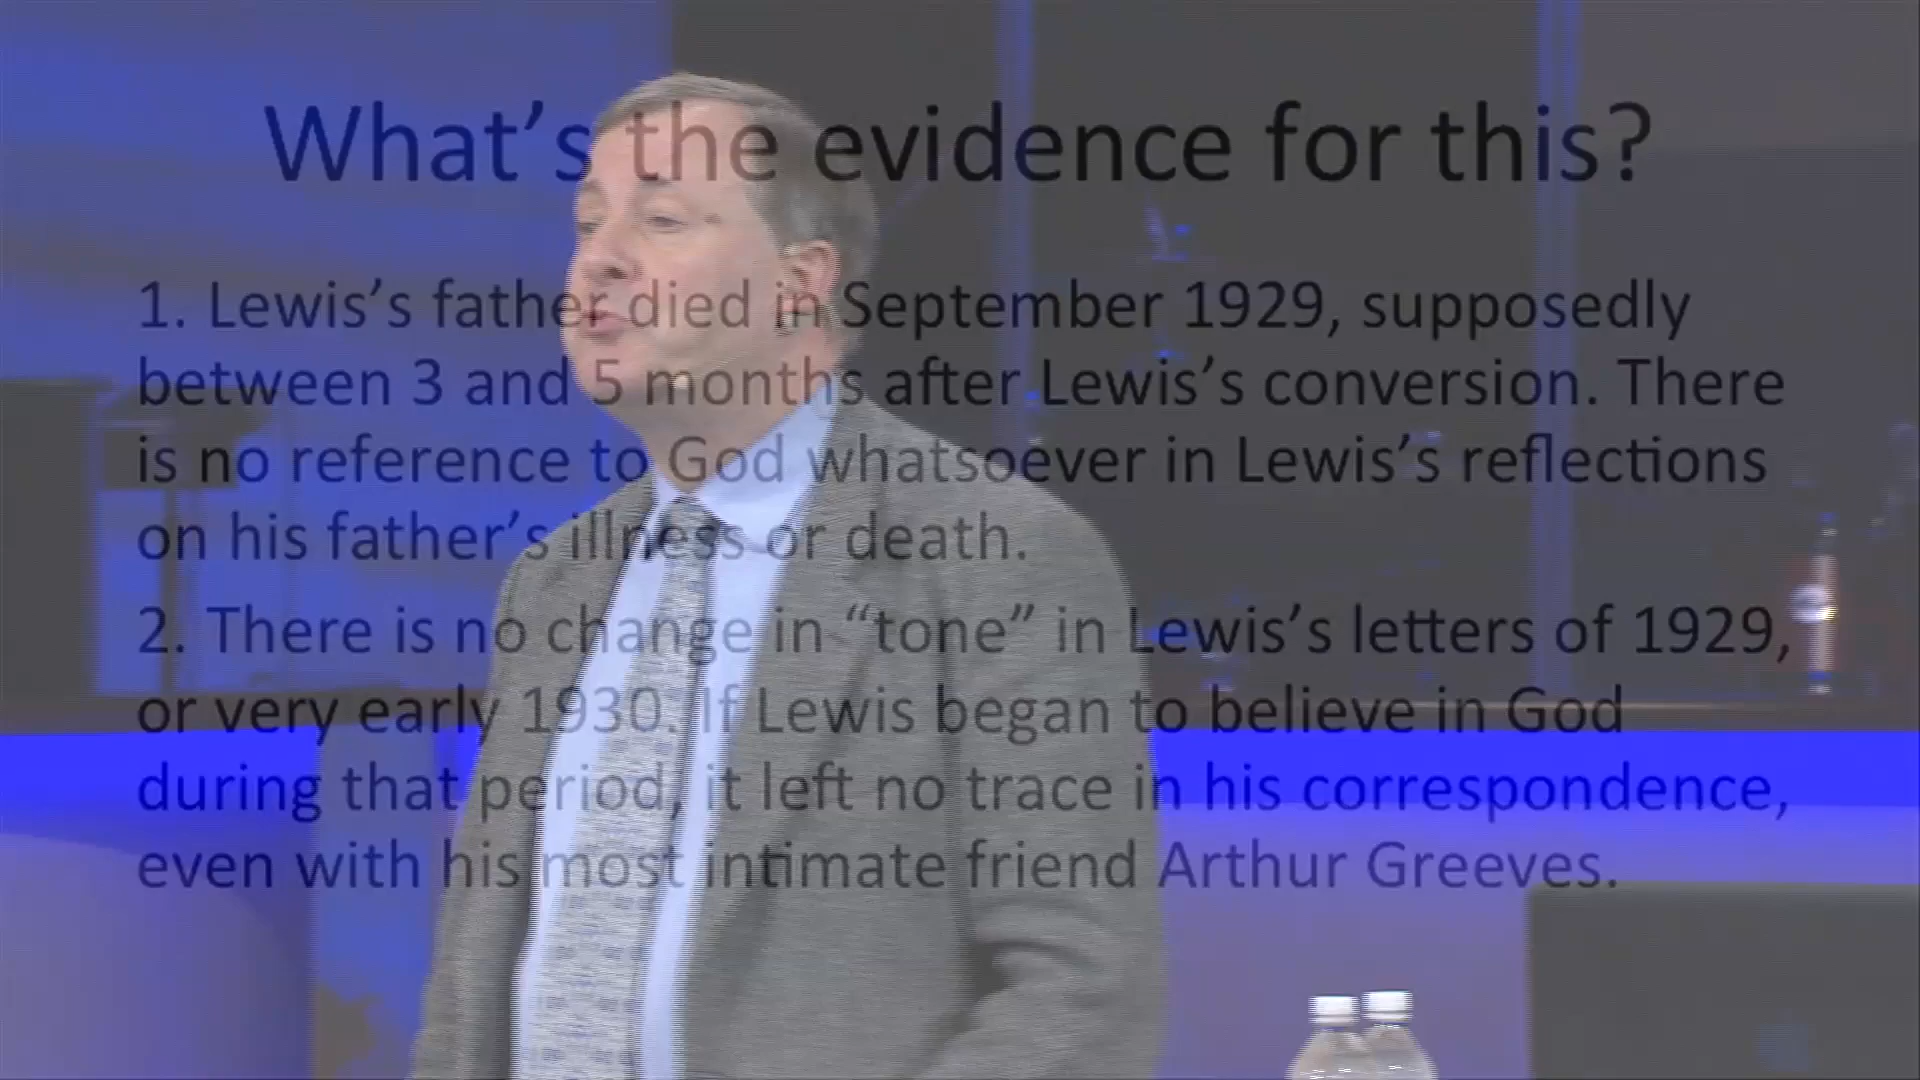 What’s the evidence for this?
1. Lewis’s father died in September 1929, supposedly
between 3 and 5 months after Lewis’s conversion. There
is no reference to God whatsoever in Lewis’s reflections
on his father’s illness or death.
2. There is no change in “tone” in Lewis’s letters of 1929,
or very early 1930. If Lewis began to believe in God
during that period, it left no trace in his correspondence,
even with his most intimate friend Arthur Greeves.